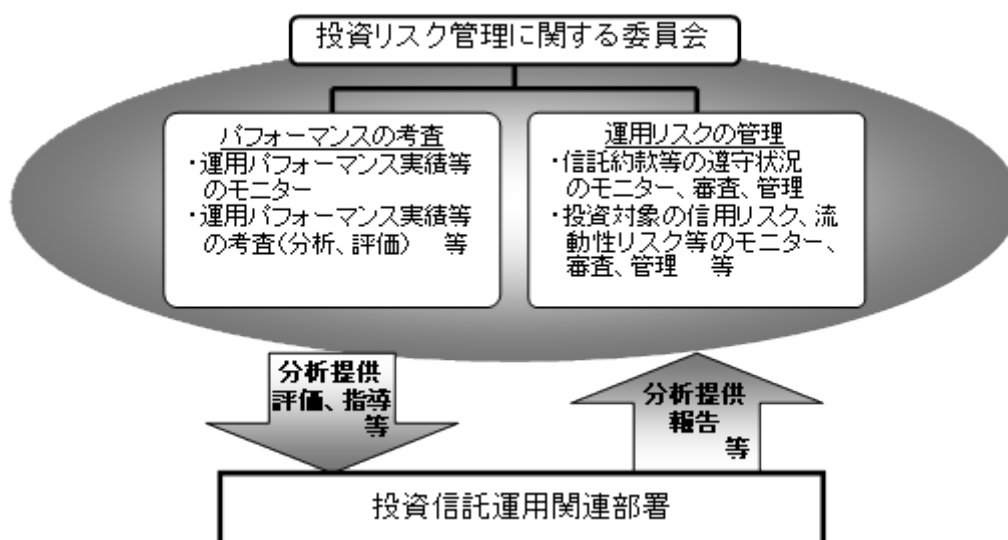 投資リスク管理に関する委員会
パフォーマンスの考査
・運用パフォーマンス実績等
のモニター
・運用パフォーマンス実績等
の考査(分析、評価)　等
運用リスクの管理
・信託約款等の遵守状況
のモニター、審査、管理
・投資対象の信用リスク、流
動性リスク等のモニター、
審査、管理　等
分析提供
評価、指導
等
分析提供
報告
等
投資信託運用関連部署